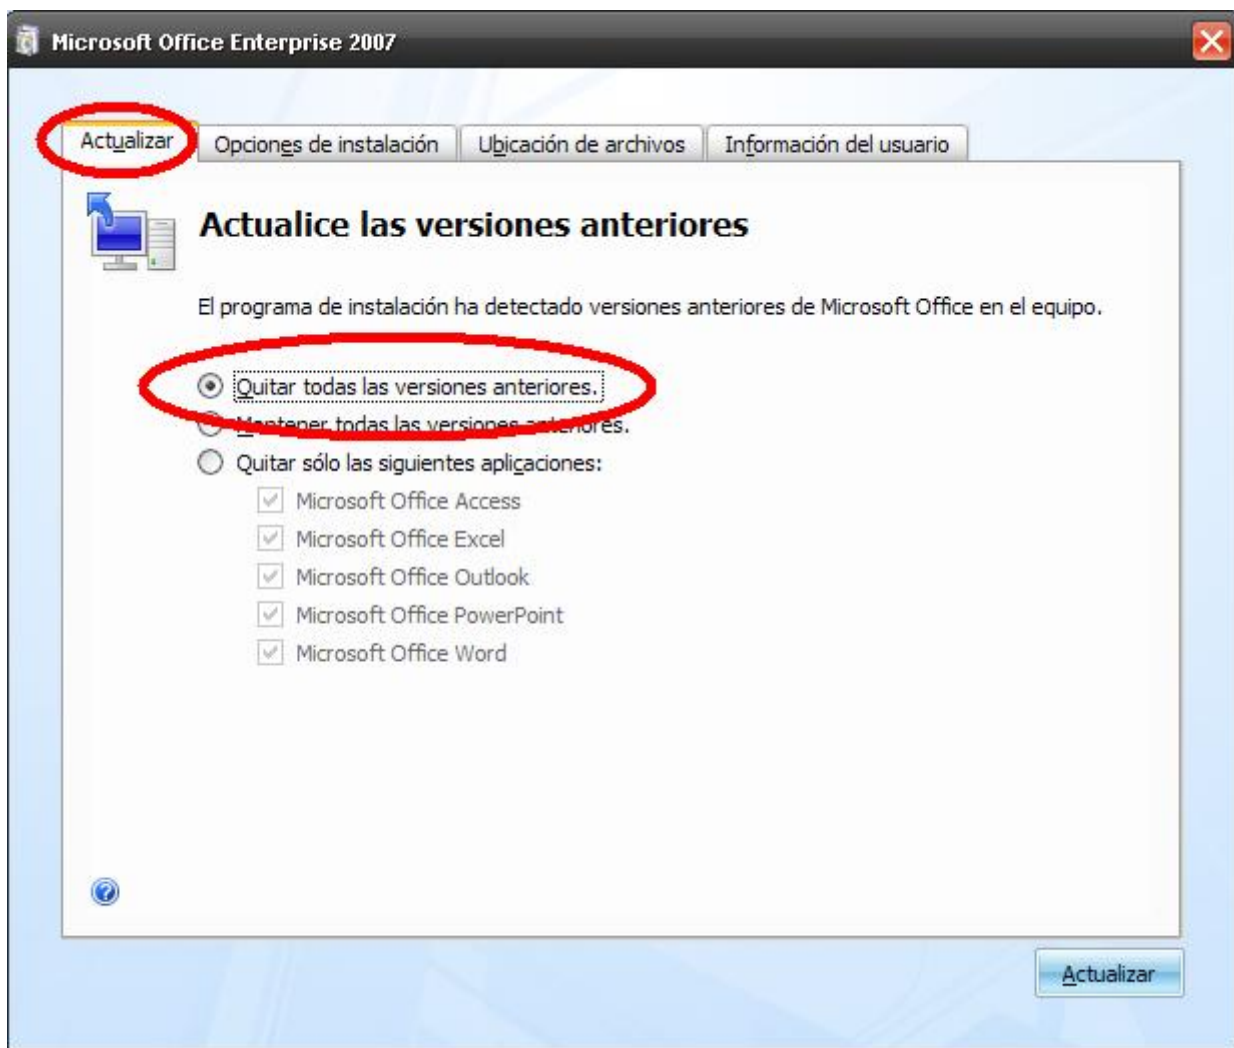 Microsoft Office Enterprise 2007
Actualizar
Opciones de instalación
Ubicación de archivos
Información del usuario
Actualice las versiones anteriores
El programa de instalación ha detectado versiones anteriores de Microsoft Office en el equipo.
Quitar todas las versiones anteriores.
Mantener todas las versiones anteriores.
Quitar sólo las siguientes aplicaciones:
Microsoft Office Access
Microsoft Office Excel
Microsoft Office Outlook
Microsoft Office PowerPoint
Microsoft Office Word
Actualizar